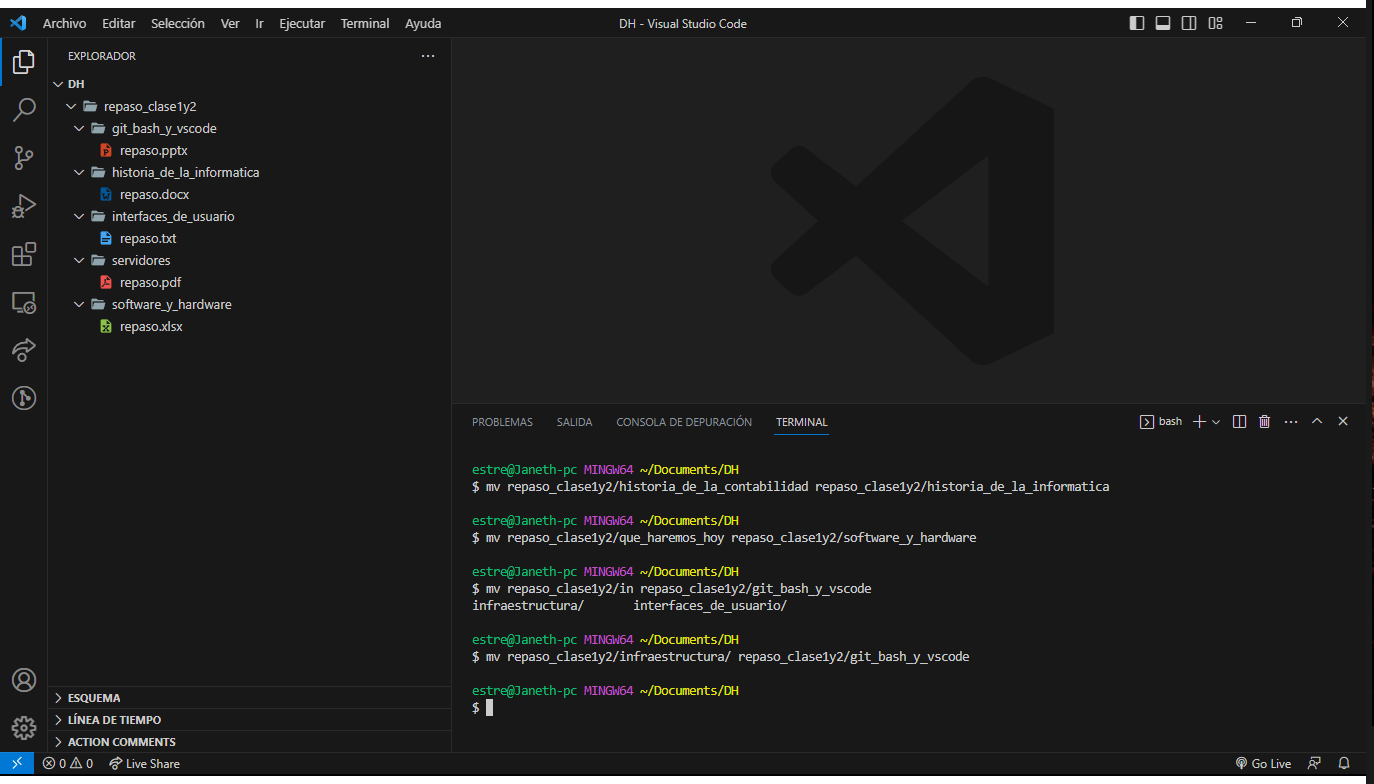 Archivo Editar Selección Ver Ir Ejecutar Terminal Ayuda DH - Visual Studio Code
EXPLORADOR
DH
repaso_clase1y2
git_bash_y_vscode
repaso.pptx
historia_de_la_informatica
repaso.docx
interfaces_de_usuario
repaso.txt
servidores
repaso.pdf
software_y_hardware
repaso.xlsx
ESQUEMA
LÍNEA DE TIEMPO
ACTION COMMENTS
PROBLEMAS SALIDA CONSOLA DE DEPURACIÓN TERMINAL bash
estre@Janeth-pc MINGW64 ~/Documents/DH
$ mv repaso_clase1y2/historia_de_la_contabilidad repaso_clase1y2/historia_de_la_informatica
estre@Janeth-pc MINGW64 ~/Documents/DH
$ mv repaso_clase1y2/que_haremos_hoy repaso_clase1y2/software_y_hardware
estre@Janeth-pc MINGW64 ~/Documents/DH
$ mv repaso_clase1y2/in repaso_clase1y2/git_bash_y_vscode
infraestructura/ interfaces_de_usuario/
estre@Janeth-pc MINGW64 ~/Documents/DH
$ mv repaso_clase1y2/infraestructura/ repaso_clase1y2/git_bash_y_vscode
estre@Janeth-pc MINGW64 ~/Documents/DH
$
0 0 Live Share Go Live